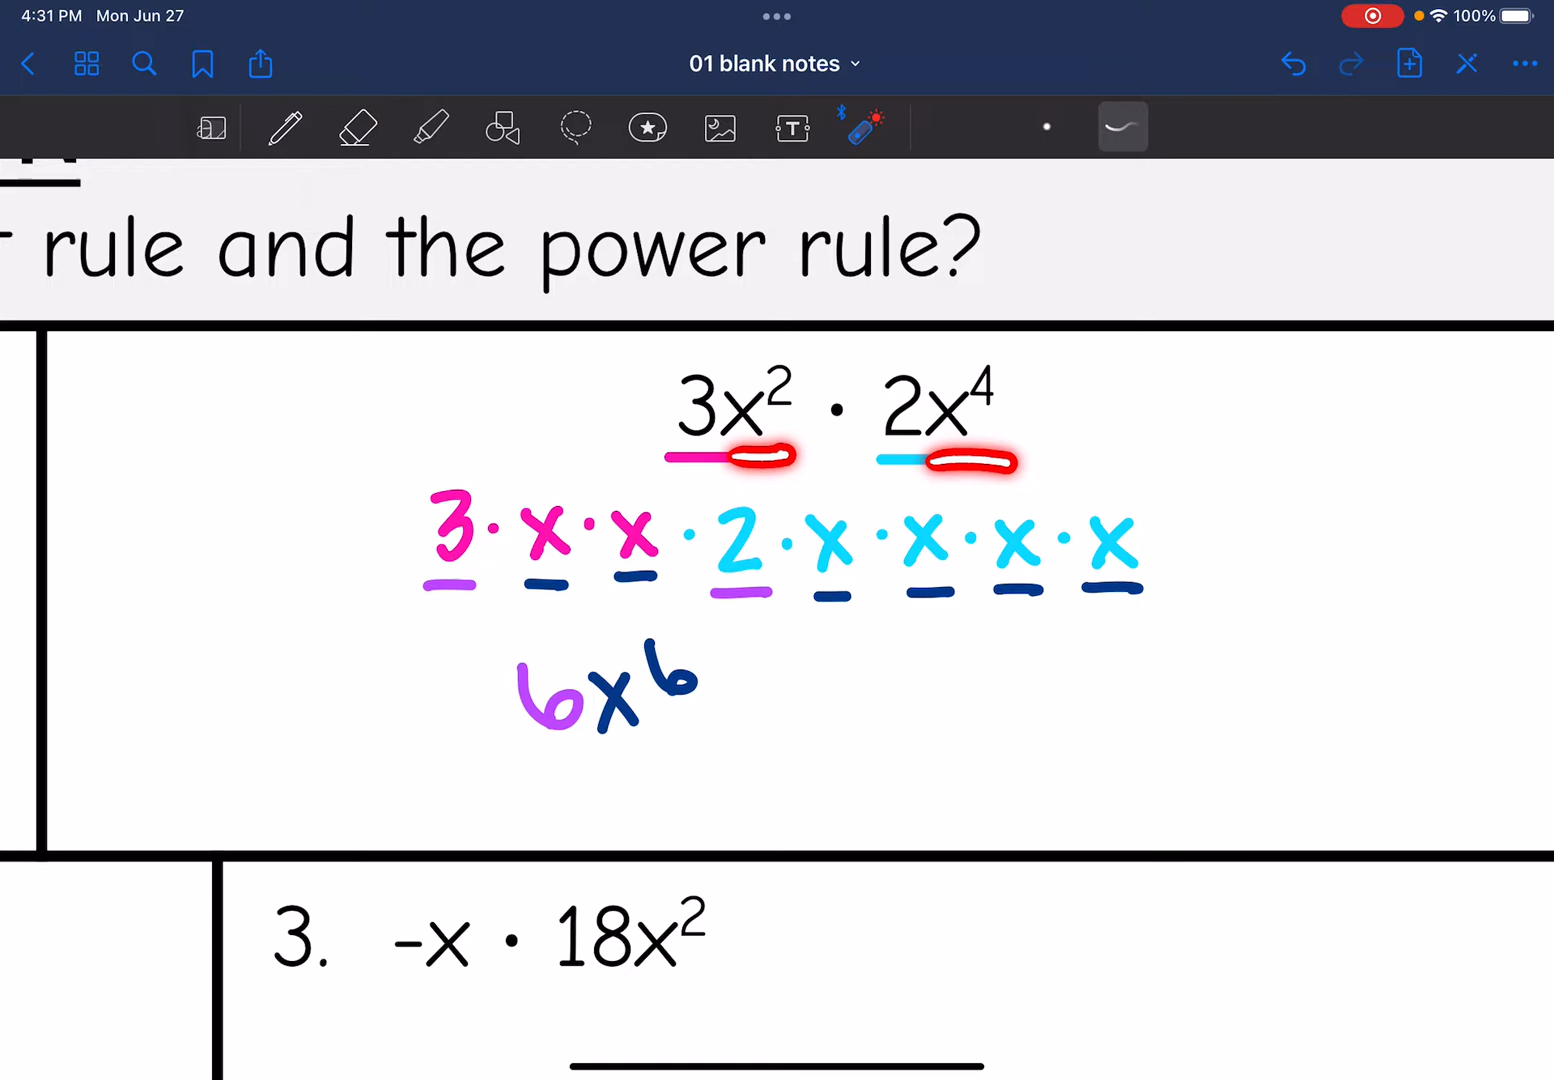 4:31 PM Mon Jun 27
100%
01 blank notes
T
rule and the power rule?
3x² · 2x⁴
3 · x · x · 2 · x · x · x · x
6x⁶
3. -x · 18x²